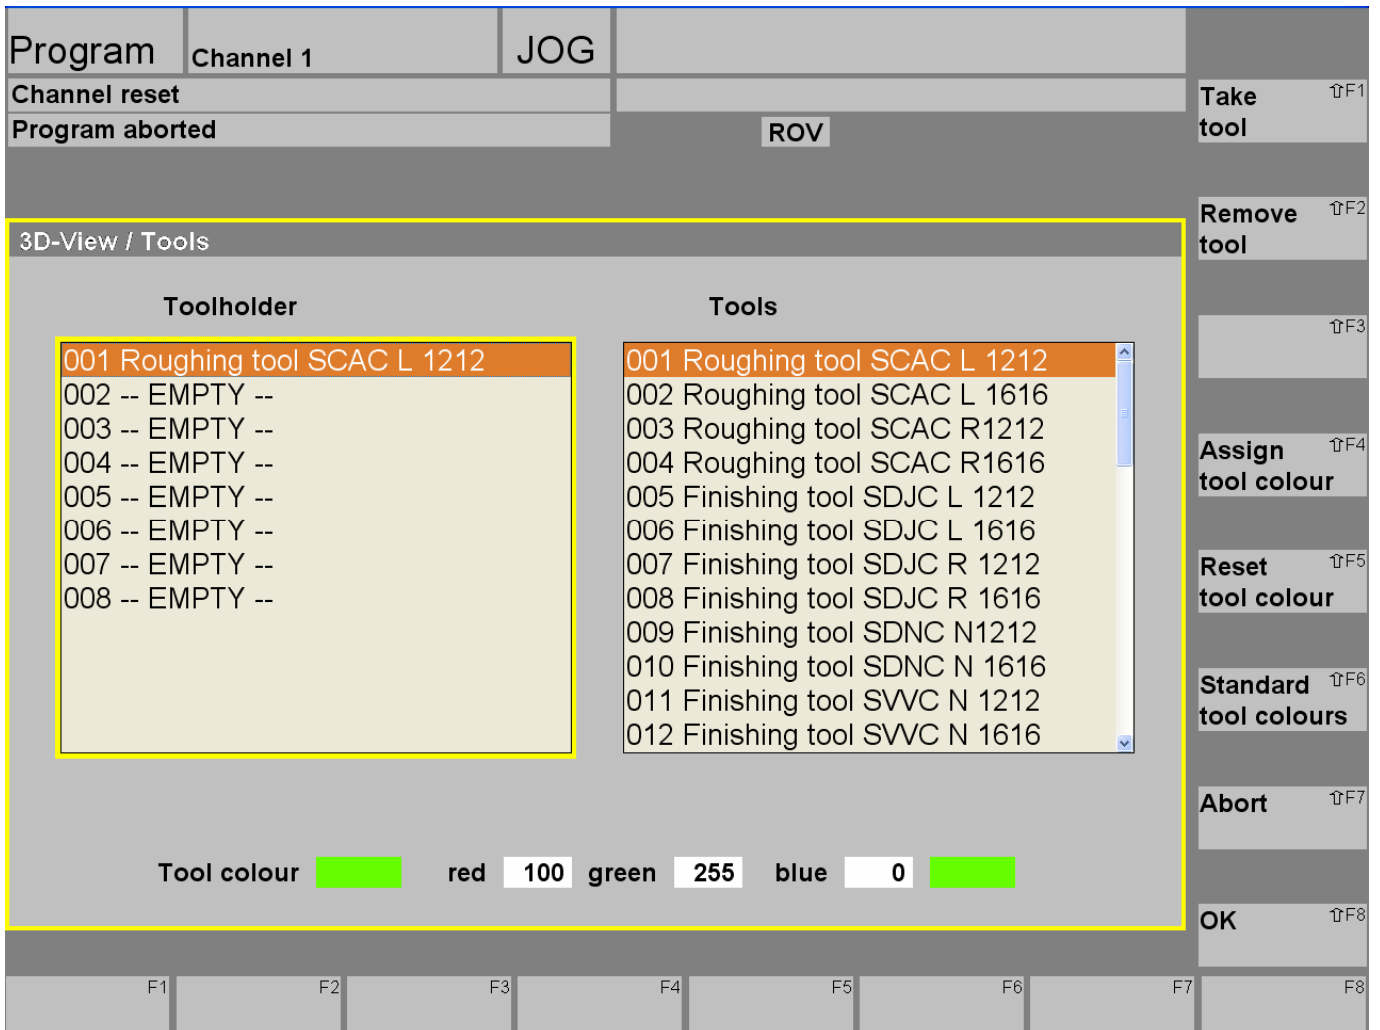 Program
Channel 1
JOG
Channel reset
Program aborted
ROV
3D-View / Tools
Toolholder
001 Roughing tool SCAC L 1212
002 -- EMPTY --
003 -- EMPTY --
004 -- EMPTY --
005 -- EMPTY --
006 -- EMPTY --
007 -- EMPTY --
008 -- EMPTY --
Tools
001 Roughing tool SCAC L 1212
002 Roughing tool SCAC L 1616
003 Roughing tool SCAC R1212
004 Roughing tool SCAC R1616
005 Finishing tool SDJC L 1212
006 Finishing tool SDJC L 1616
007 Finishing tool SDJC R 1212
008 Finishing tool SDJC R 1616
009 Finishing tool SDNC N1212
010 Finishing tool SDNC N 1616
011 Finishing tool SVVC N 1212
012 Finishing tool SVVC N 1616
Tool colour red 100 green 255 blue 0
Take ⇧F1
tool
Remove ⇧F2
tool
⇧F3
Assign ⇧F4
tool colour
Reset ⇧F5
tool colour
Standard ⇧F6
tool colours
Abort ⇧F7
OK ⇧F8
F1 F2 F3 F4 F5 F6 F7 F8